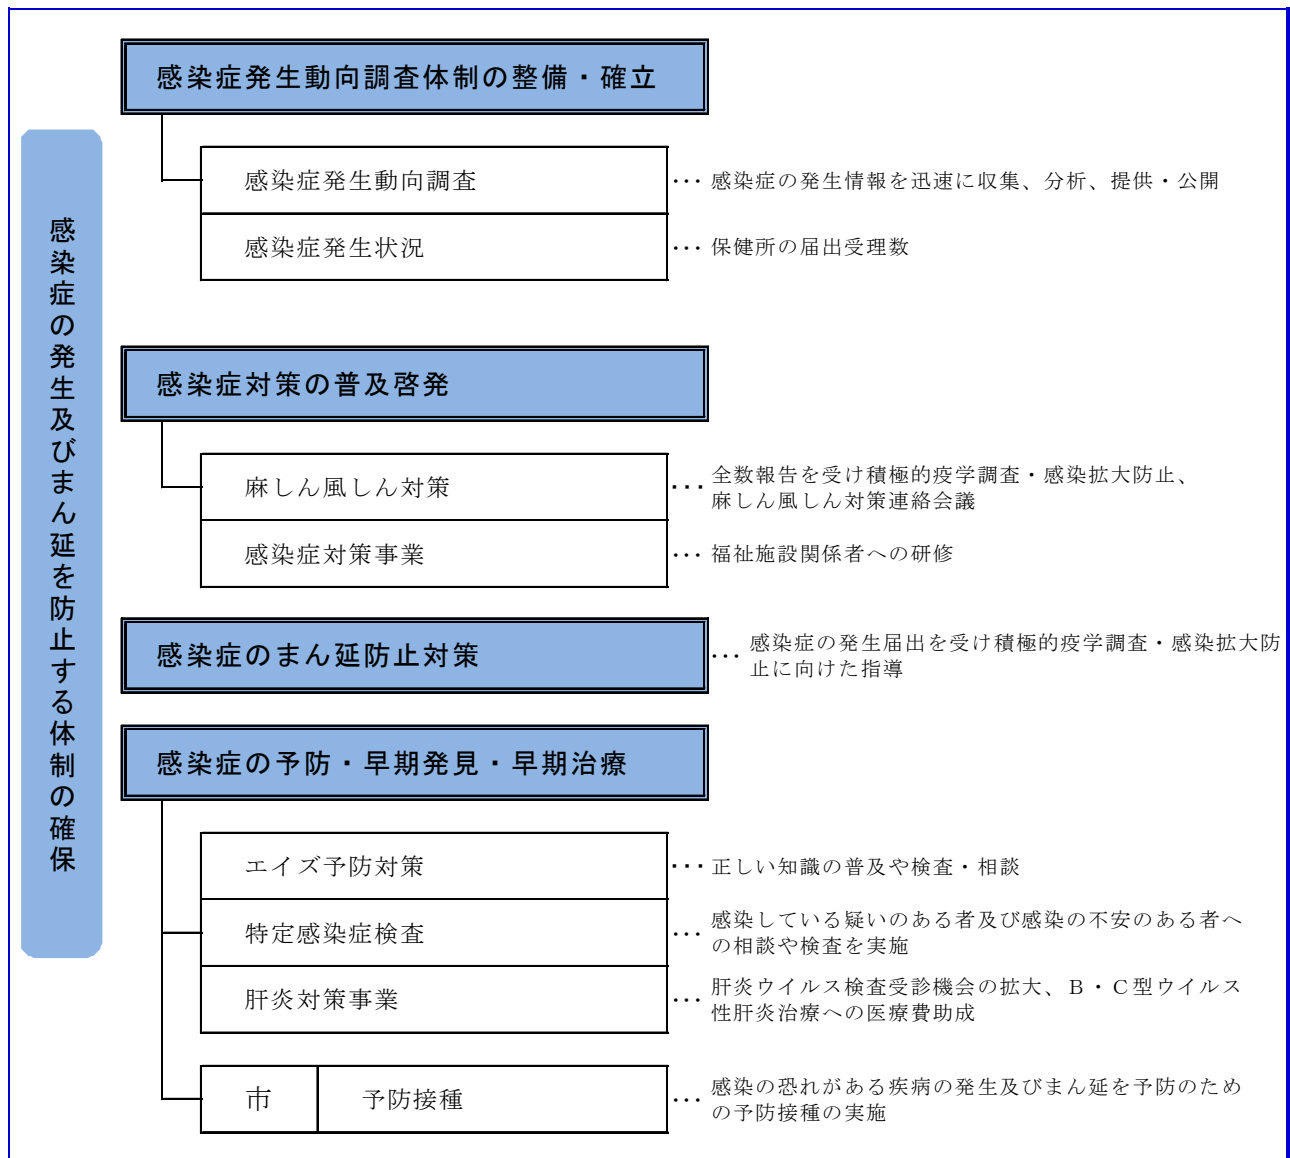 感染症の発生及びまん延を防止する体制の確保
感染症発生動向調査体制の整備・確立
感染症発生動向調査
･･･ 感染症の発生情報を迅速に収集、分析、提供・公開
感染症発生状況
･･･ 保健所の届出受理数
感染症対策の普及啓発
麻しん風しん対策
･･･ 全数報告を受け積極的疫学調査・感染拡大防止、
麻しん風しん対策連絡会議
感染症対策事業
･･･ 福祉施設関係者への研修
感染症のまん延防止対策
･･･ 感染症の発生届出を受け積極的疫学調査・感染拡大防
止に向けた指導
感染症の予防・早期発見・早期治療
エイズ予防対策
･･･ 正しい知識の普及や検査・相談
特定感染症検査
･･･ 感染している疑いのある者及び感染の不安のある者へ
の相談や検査を実施
肝炎対策事業
･･･ 肝炎ウイルス検査受診機会の拡大、Ｂ・Ｃ型ウイルス
性肝炎治療への医療費助成
市 予防接種
･･･ 感染の恐れがある疾病の発生及びまん延を予防のため
の予防接種の実施